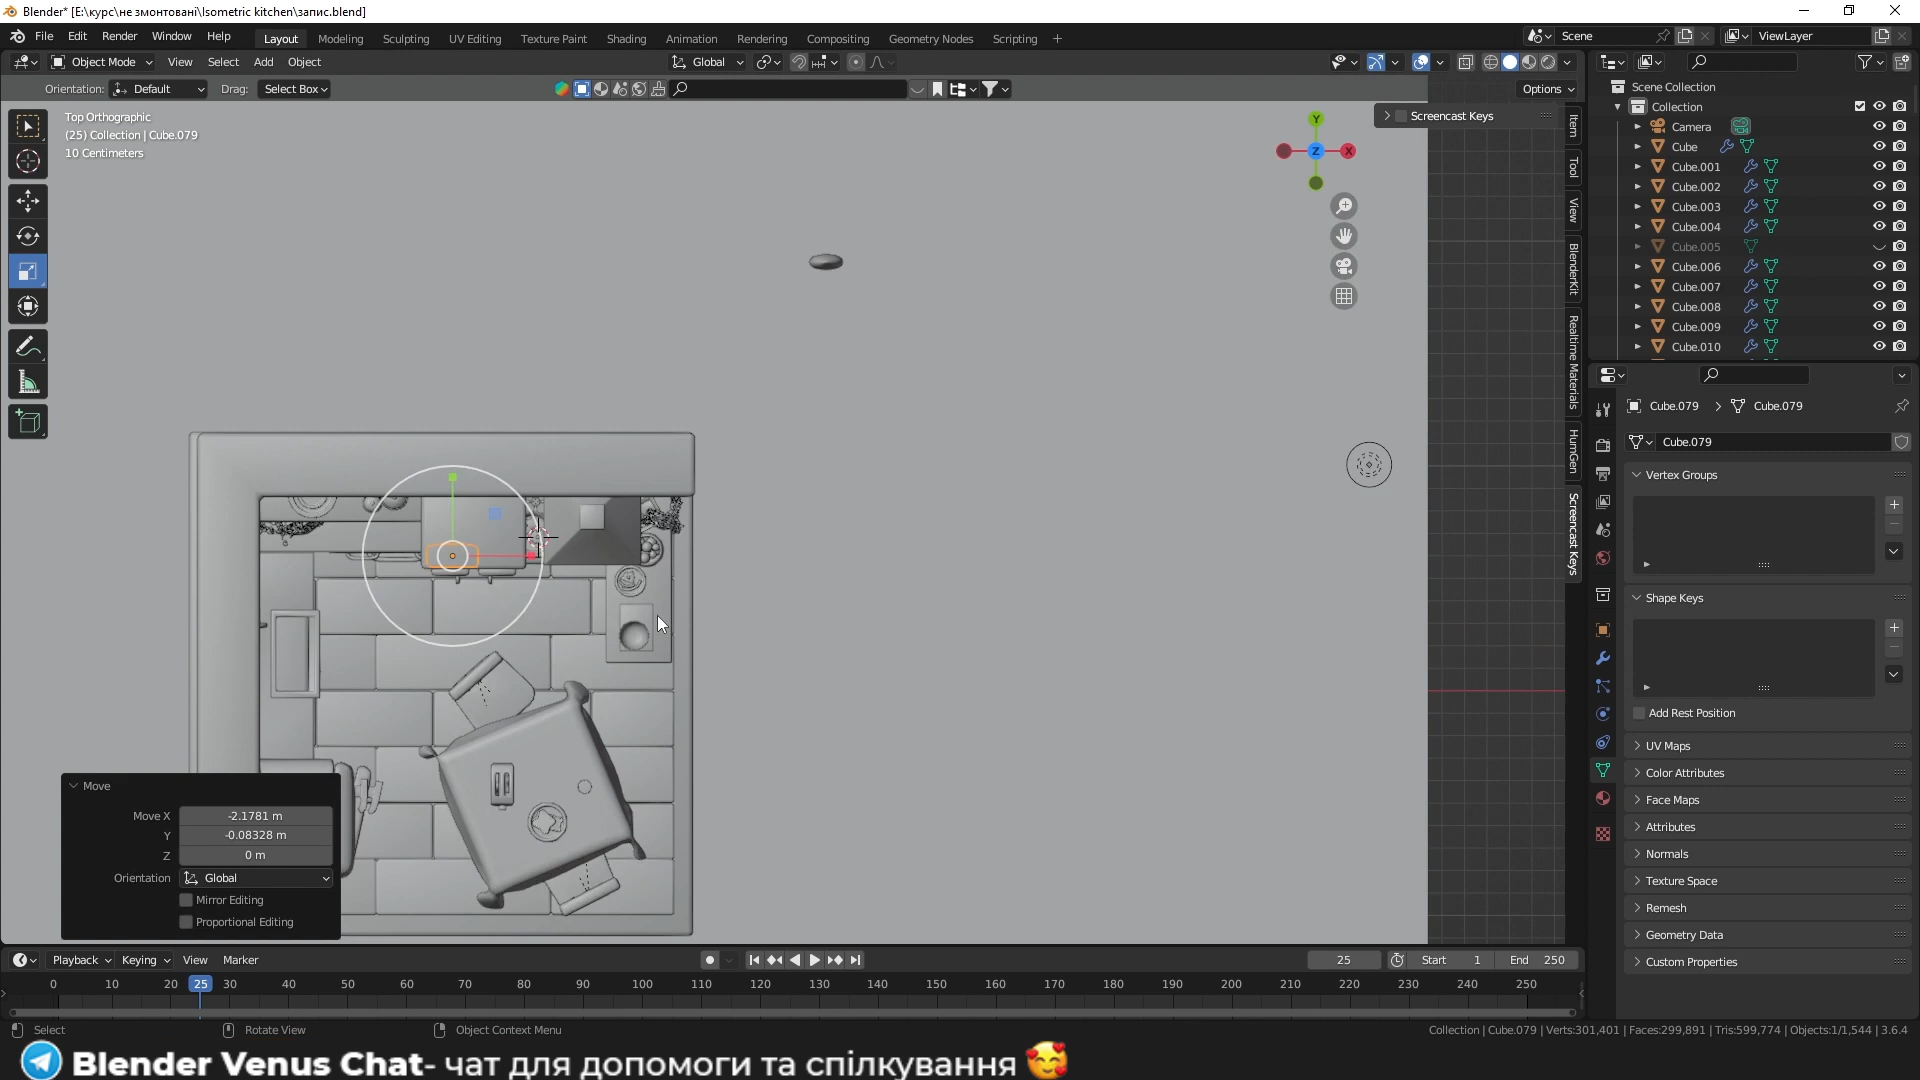 Blender* [E:\курс\не змонтовані\Isometric kitchen\запис.blend]
File Edit Render Window Help
Layout Modeling Sculpting UV Editing Texture Paint Shading Animation Rendering Compositing Geometry Nodes Scripting +
Scene
ViewLayer
Object Mode View Select Add Object
Global
Orientation: Default Drag: Select Box
Options
Top Orthographic
(25) Collection | Cube.079
10 Centimeters
Screencast Keys
Y
Z
X
Item
Tool
View
BlenderKit
Realtime Materials
HumGen
Screencast Keys
Scene Collection
Collection
Camera
Cube
Cube.001
Cube.002
Cube.003
Cube.004
Cube.005
Cube.006
Cube.007
Cube.008
Cube.009
Cube.010
Cube.079 > Cube.079
Cube.079
Vertex Groups
Shape Keys
Add Rest Position
UV Maps
Color Attributes
Face Maps
Attributes
Normals
Texture Space
Remesh
Geometry Data
Custom Properties
Move
Move X -2.1781 m
Y -0.08328 m
Z 0 m
Orientation Global
Mirror Editing
Proportional Editing
Playback Keying View Marker
25 Start 1 End 250
0 10 20 25 30 40 50 60 70 80 90 100 110 120 130 140 150 160 170 180 190 200 210 220 230 240 250
Select Rotate View Object Context Menu
Collection | Cube.079 | Verts:301,401 | Faces:299,891 | Tris:599,774 | Objects:1/1,544 | 3.6.4
Blender Venus Chat- чат для допомоги та спілкування 🥰